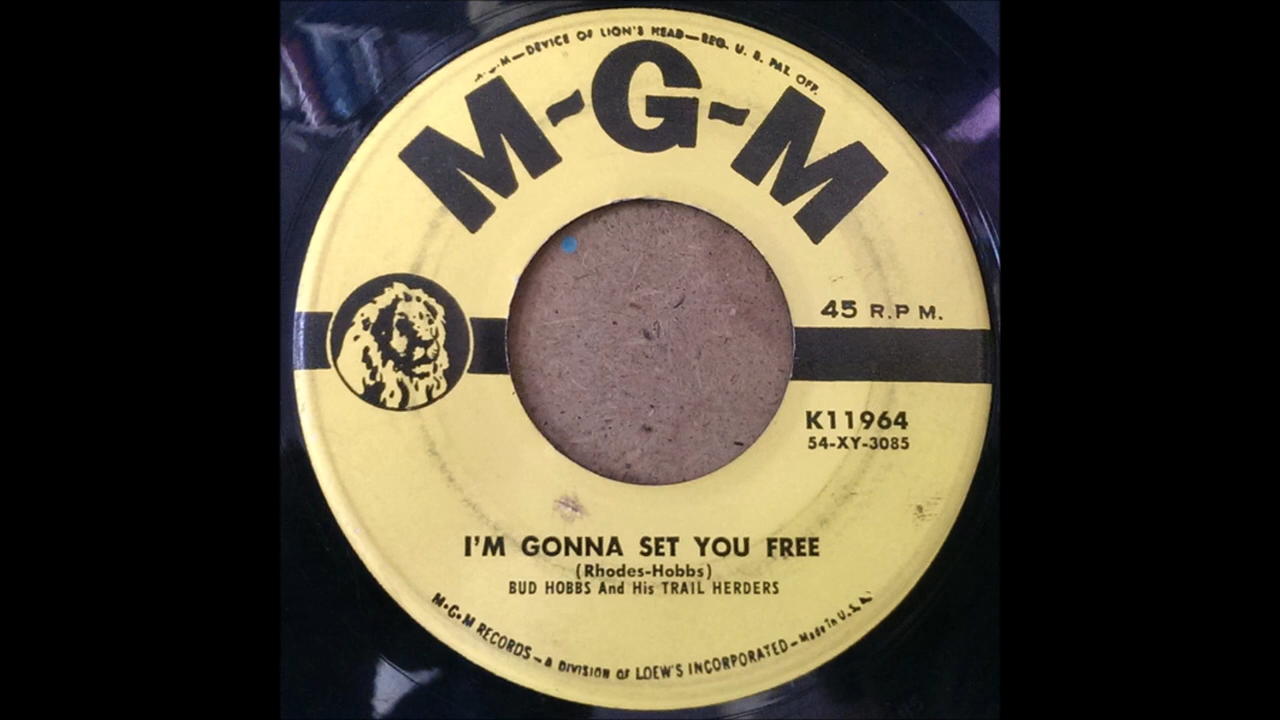 —DEVICE OF LION'S HEAD—REG. U. S. PAT. OFF.
M-G-M
45 R.P.M.
K11964
54-XY-3085
I'M GONNA SET YOU FREE
(Rhodes-Hobbs)
BUD HOBBS And His TRAIL HERDERS
M-G-M RECORDS—A DIVISION OF LOEW'S INCORPORATED—Made in U.S.A.